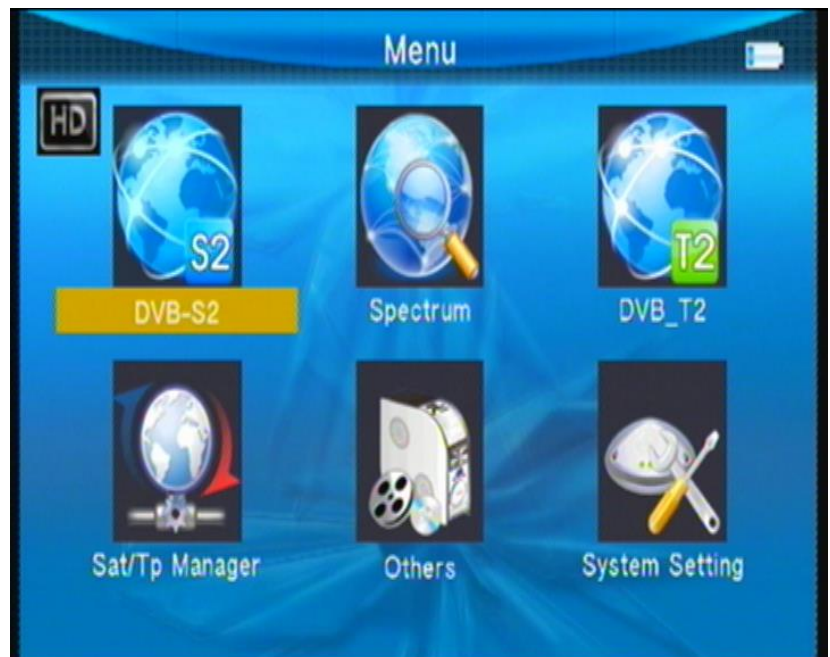 Menu
HD
S2
T2
DVB-S2
Spectrum
DVB_T2
Sat/Tp Manager
Others
System Setting